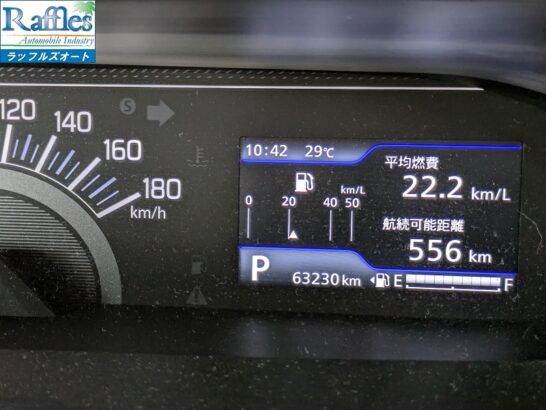 Raffles
Automobile Industry
ラッフルズオート
120
140
160
180
km/h
S
10:42 29℃
平均燃費
22.2 km/L
km/L
0 20 40 50
航続可能距離
556 km
P
63230 km
E F